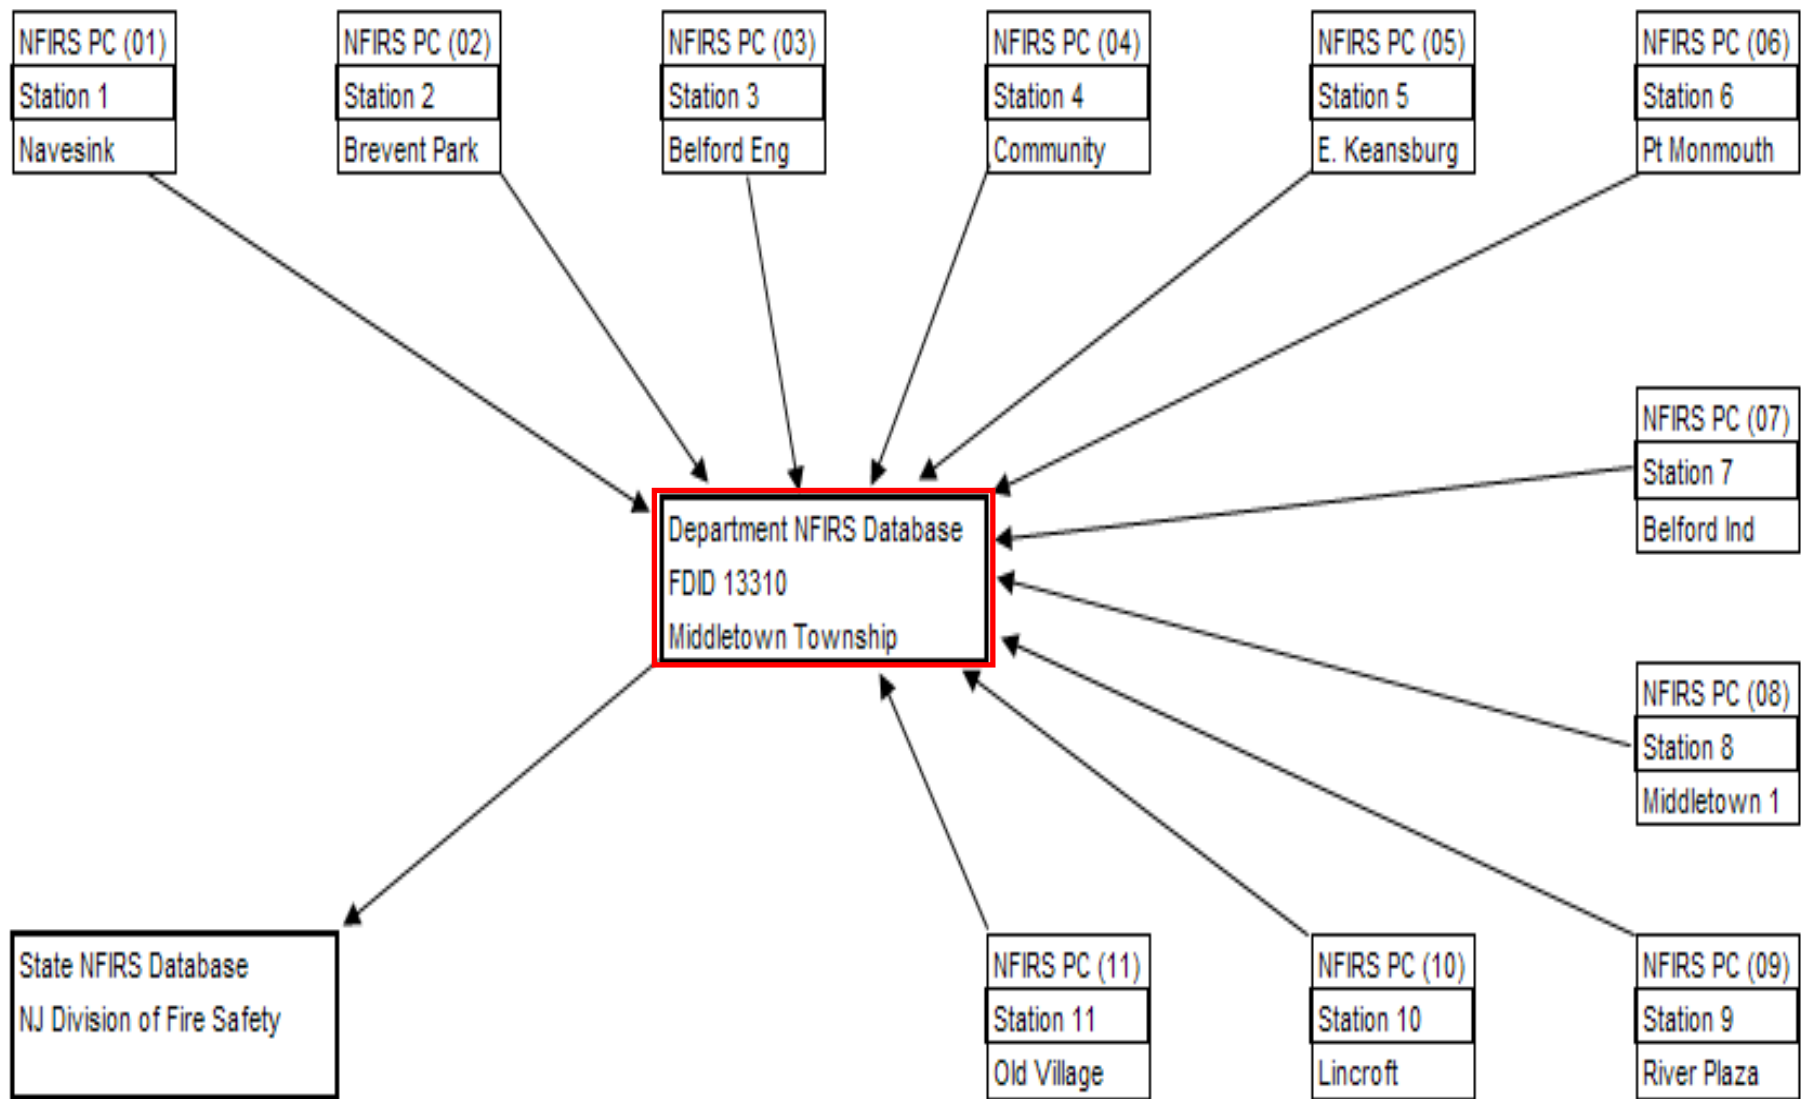 NFIRS PC (01)
Station 1
Navesink
NFIRS PC (02)
Station 2
Brevent Park
NFIRS PC (03)
Station 3
Belford Eng
NFIRS PC (04)
Station 4
Community
NFIRS PC (05)
Station 5
E. Keansburg
NFIRS PC (06)
Station 6
Pt Monmouth
NFIRS PC (07)
Station 7
Belford Ind
Department NFIRS Database
FDID 13310
Middletown Township
NFIRS PC (08)
Station 8
Middletown 1
State NFIRS Database
NJ Division of Fire Safety
NFIRS PC (11)
Station 11
Old Village
NFIRS PC (10)
Station 10
Lincroft
NFIRS PC (09)
Station 9
River Plaza